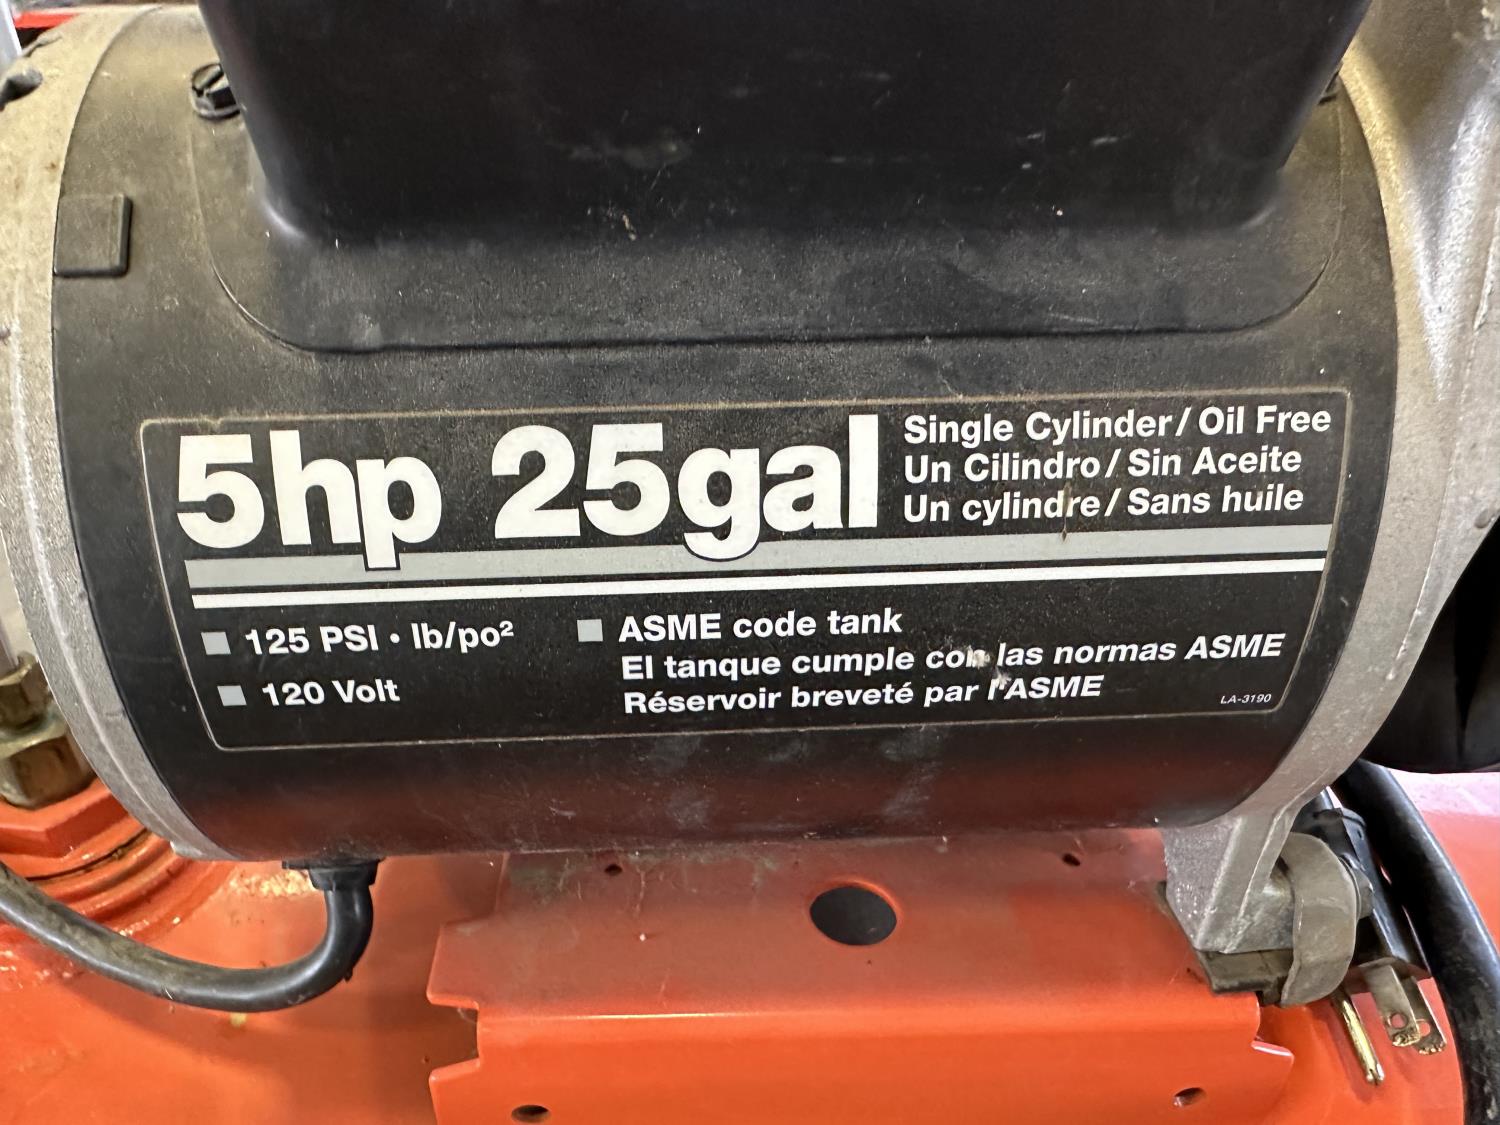 5hp 25gal
Single Cylinder/Oil Free
Un Cilindro/Sin Aceite
Un cylindre/Sans huile
125 PSI • lb/po²
120 Volt
ASME code tank
El tanque cumple con las normas ASME
Réservoir breveté par l'ASME
LA-3190